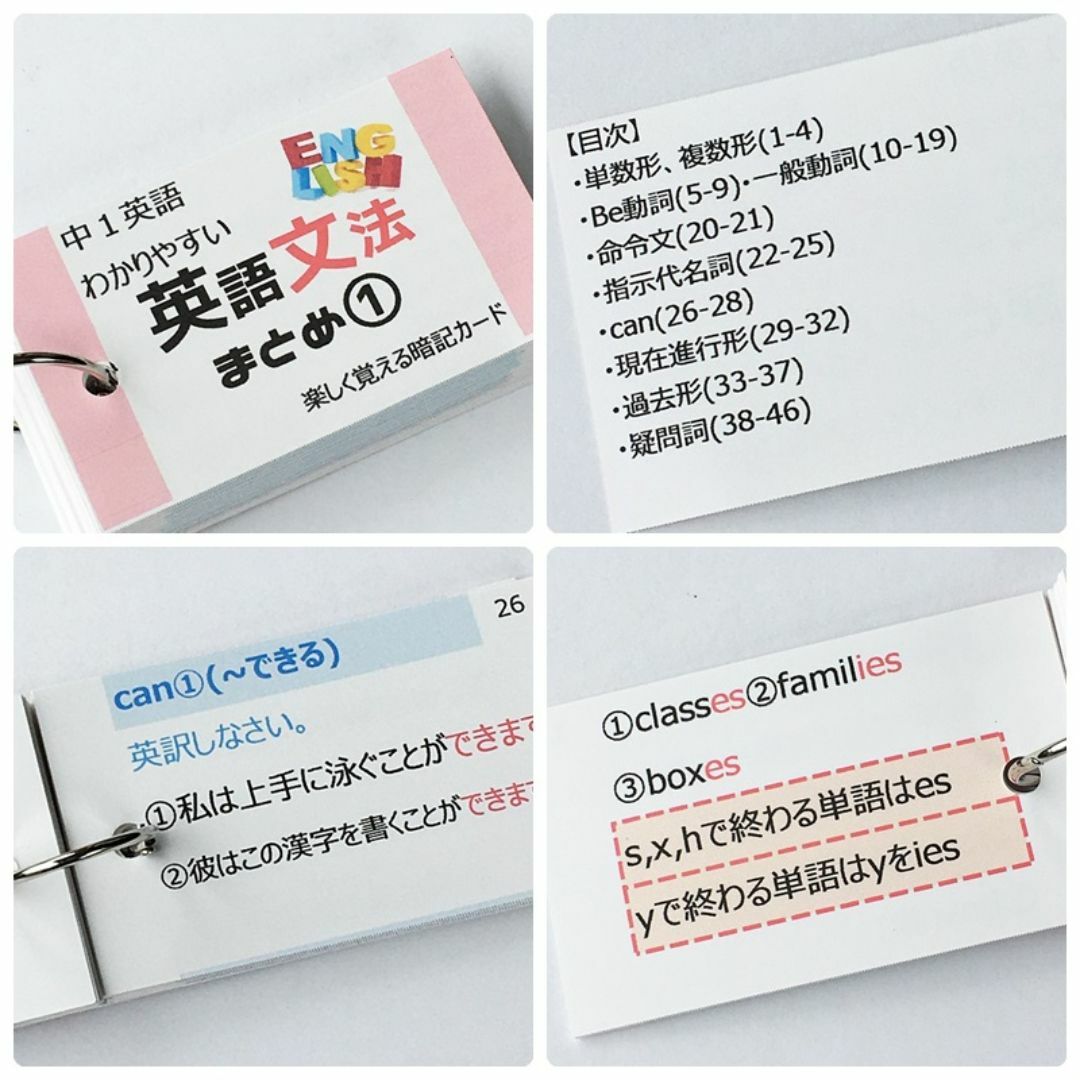 ENG
LISH
中1英語
わかりやすい
英語文法
まとめ①
楽しく覚える暗記カード
【目次】
・単数形、複数形(1-4)
・Be動詞(5-9)・一般動詞(10-19)
・命令文(20-21)
・指示代名詞(22-25)
・can(26-28)
・現在進行形(29-32)
・過去形(33-37)
・疑問詞(38-46)
26
can①(~できる)
英訳しなさい。
①私は上手に泳ぐことができます
②彼はこの漢字を書くことができます
①classes②families
③boxes
s,x,hで終わる単語はes
yで終わる単語はyをies